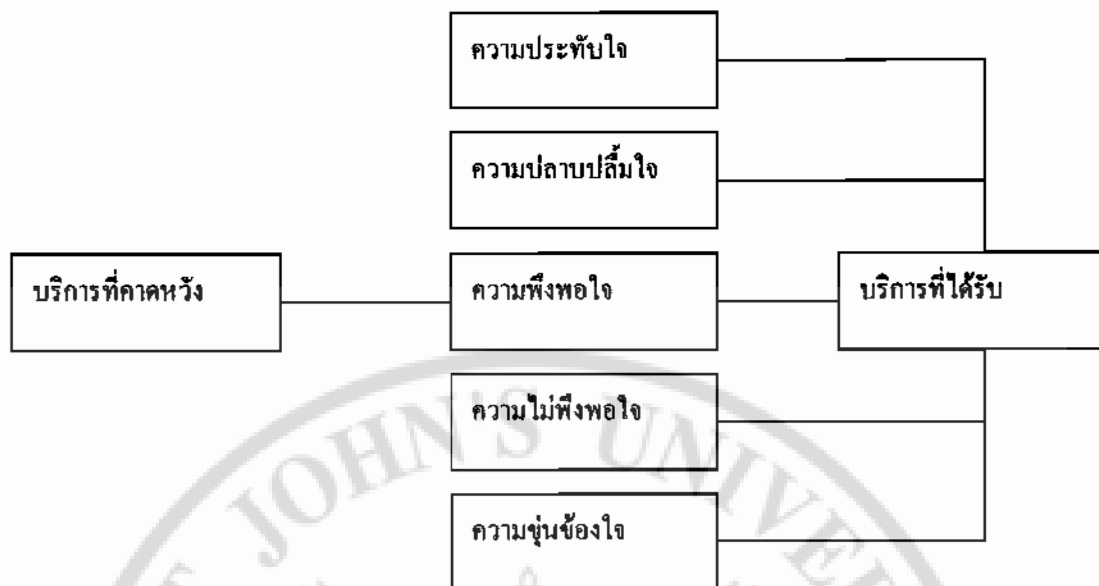 ความประทับใจ
ความปลาบปลื้มใจ
บริการที่คาดหวัง
ความพึงพอใจ
บริการที่ได้รับ
ความไม่พึงพอใจ
ความขุ่นข้องใจ
JOHN'S UNIVER